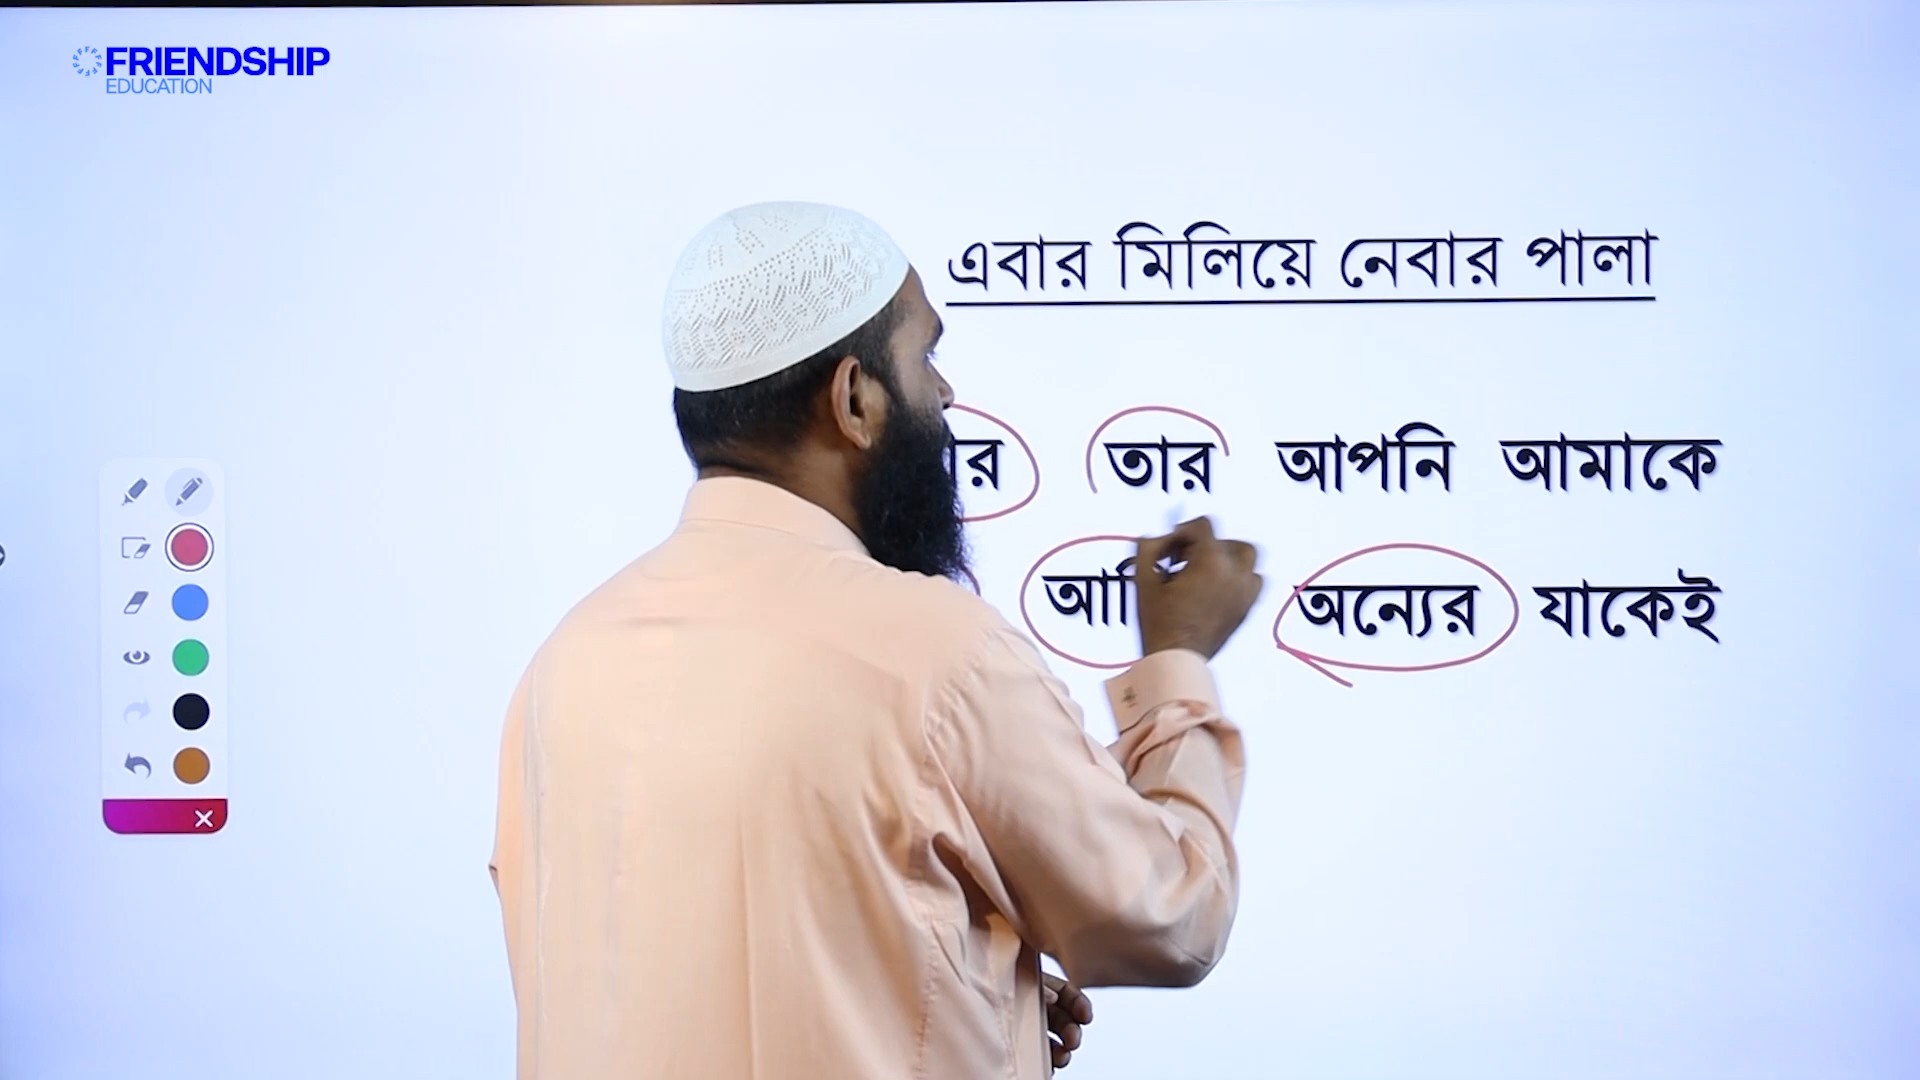 FRIENDSHIP
EDUCATION
এবার মিলিয়ে নেবার পালা
তার আপনি আমাকে
অন্যের যাকেই